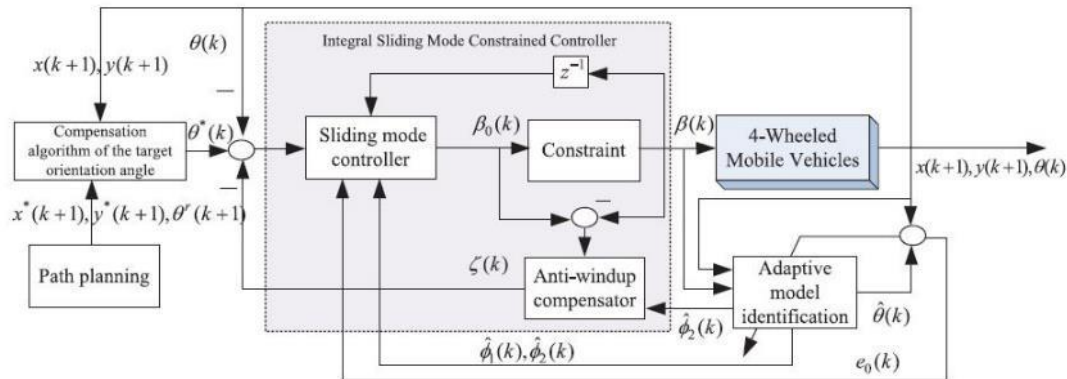 Integral Sliding Mode Constrained Controller
θ(k)
x(k+1), y(k+1)
z⁻¹
Compensation
algorithm of the target
orientation angle
θ*(k)
Sliding mode
controller
β₀(k)
Constraint
β(k)
4-Wheeled
Mobile Vehicles
x(k+1), y(k+1),θ(k)
x*(k+1), y*(k+1),θʳ(k+1)
Path planning
ζ(k)
Anti-windup
compensator
Adaptive
model
identification
θ̂(k)
ϕ̂₂(k)
ϕ̂₁(k),ϕ̂₂(k)
e₀(k)